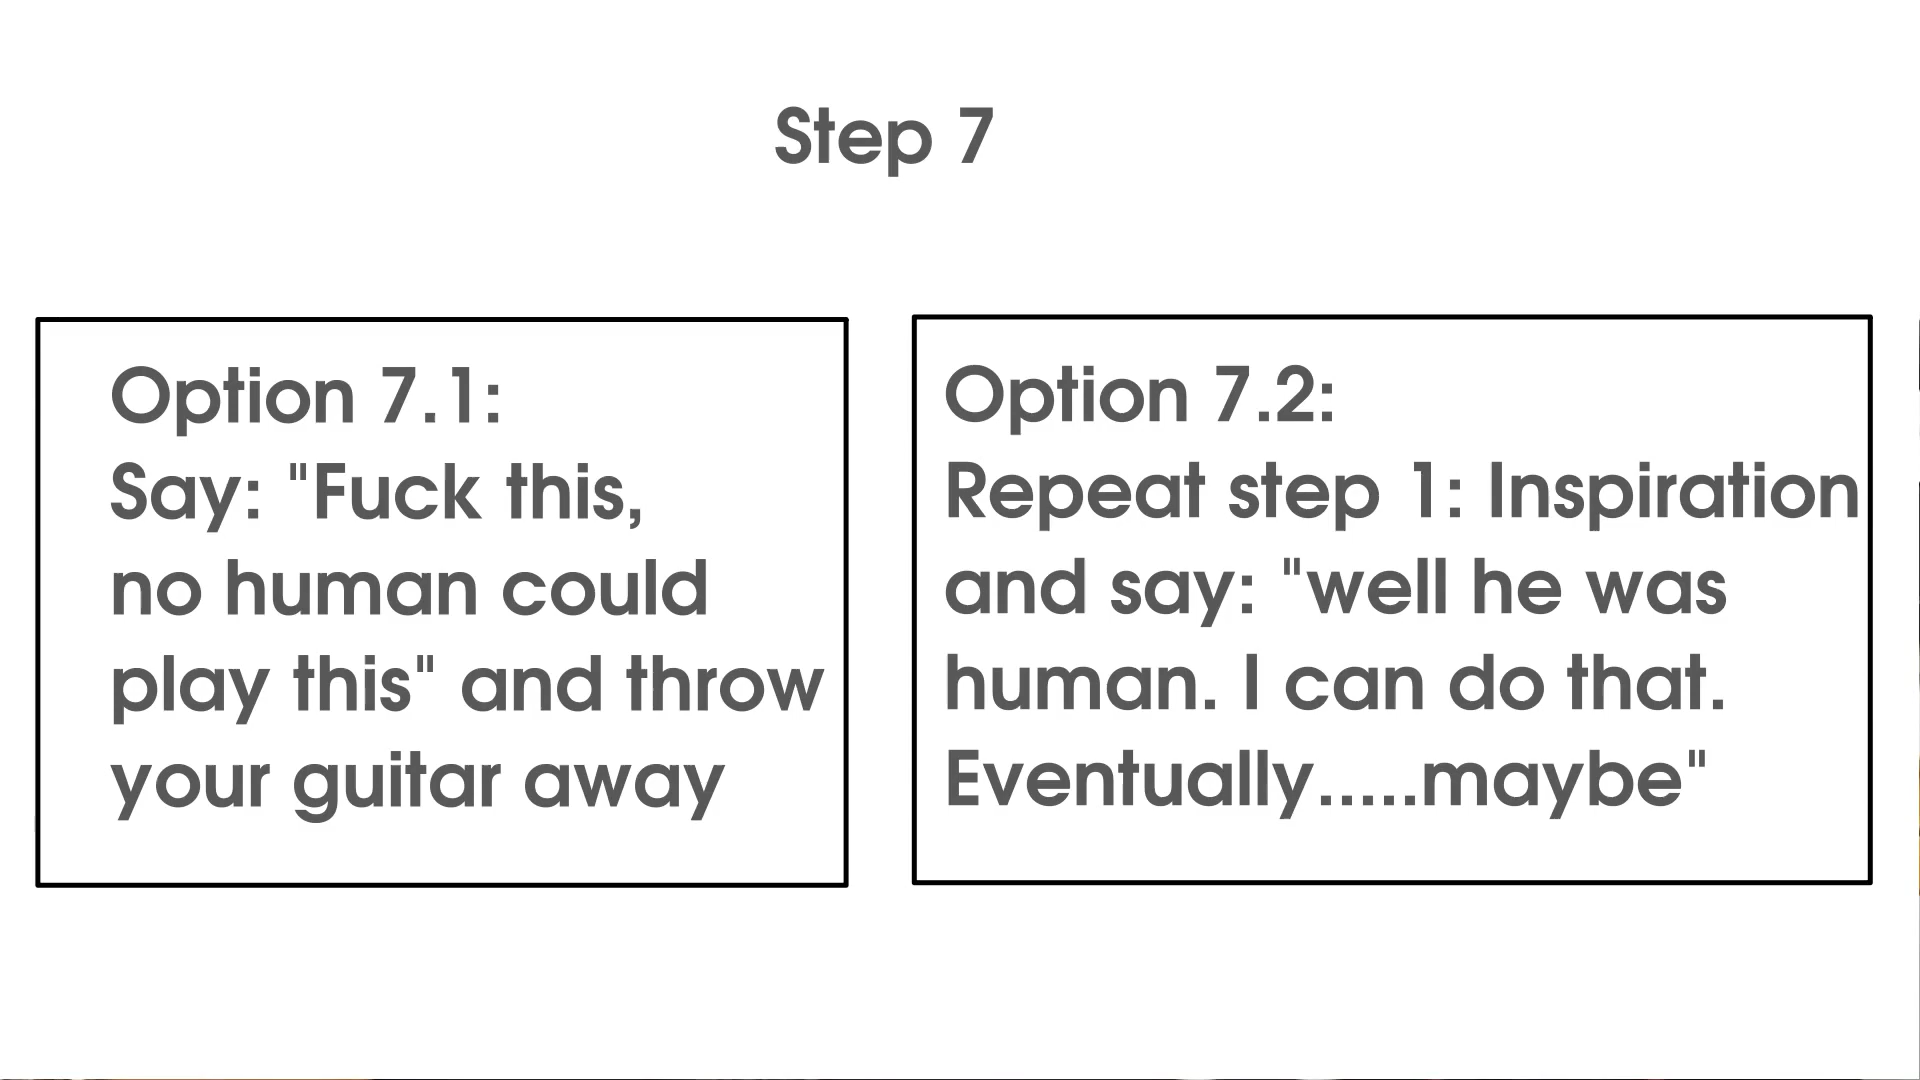 Step 7
Option 7.1:
Say: "Fuck this,
no human could
play this" and throw
your guitar away
Option 7.2:
Repeat step 1: Inspiration
and say: "well he was
human. I can do that.
Eventually.....maybe"